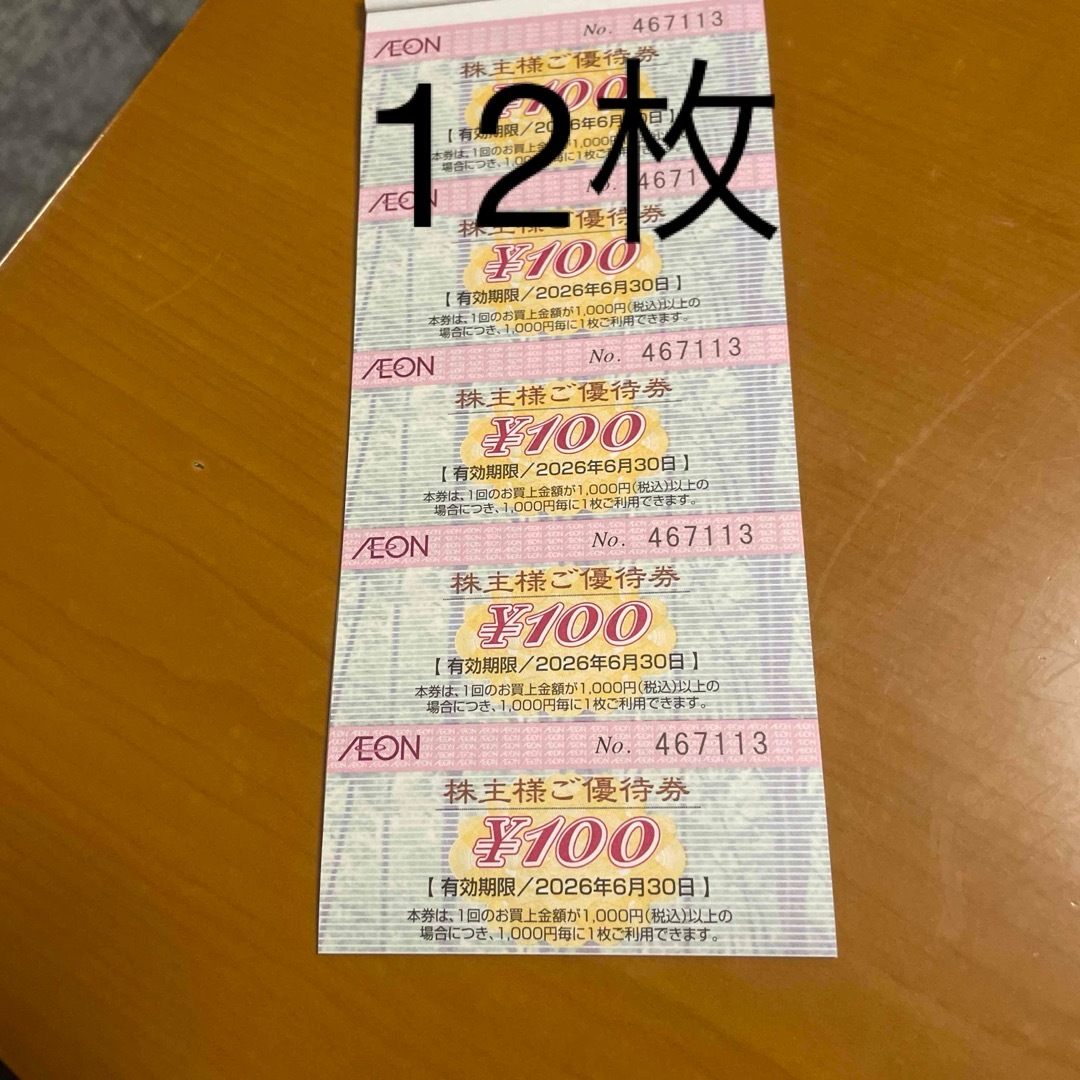 ÆON No. 467113
株主様ご優待券
¥100
12枚
【 有効期限/2026年6月30日 】
本券は、1回のお買上金額が1,000円
場合につき、1,000円毎に1枚ご利用できます。
ÆON No. 4671
株主様ご優待券
¥100
【 有効期限/2026年6月30日 】
本券は、1回のお買上金額が1,000円(税込)以上の
場合につき、1,000円毎に1枚ご利用できます。
ÆON No. 467113
株主様ご優待券
¥100
【 有効期限/2026年6月30日 】
本券は、1回のお買上金額が1,000円(税込)以上の
場合につき、1,000円毎に1枚ご利用できます。
ÆON No. 467113
株主様ご優待券
¥100
【 有効期限/2026年6月30日 】
本券は、1回のお買上金額が1,000円(税込)以上の
場合につき、1,000円毎に1枚ご利用できます。
ÆON No. 467113
株主様ご優待券
¥100
【 有効期限/2026年6月30日 】
本券は、1回のお買上金額が1,000円(税込)以上の
場合につき、1,000円毎に1枚ご利用できます。